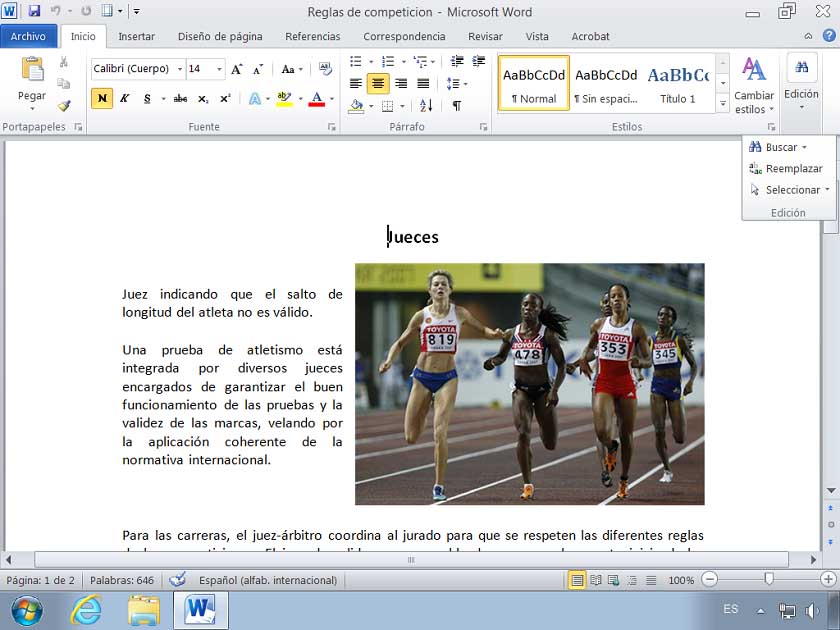 Reglas de competicion - Microsoft Word
Archivo Inicio Insertar Diseño de página Referencias Correspondencia Revisar Vista Acrobat
Pegar
Portapapeles
Calibri (Cuerpo) 14 Aa
N K S abc x₂ x² A ab A
Fuente
Párrafo
AaBbCcDd AaBbCcDd AaBbCc
¶ Normal ¶ Sin espaci... Título 1
Estilos
Cambiar
estilos
Edición
Buscar
Reemplazar
Seleccionar
Edición
Jueces
Juez indicando que el salto de
longitud del atleta no es válido.
Una prueba de atletismo está
integrada por diversos jueces
encargados de garantizar el buen
funcionamiento de las pruebas y la
validez de las marcas, velando por
la aplicación coherente de la
normativa internacional.
TOYOTA
819
TOYOTA
478
TOYOTA
353
TOYOTA
345
Para las carreras, el juez-árbitro coordina al jurado para que se respeten las diferentes reglas
Página: 1 de 2 Palabras: 646 Español (alfab. internacional) 100%
ES